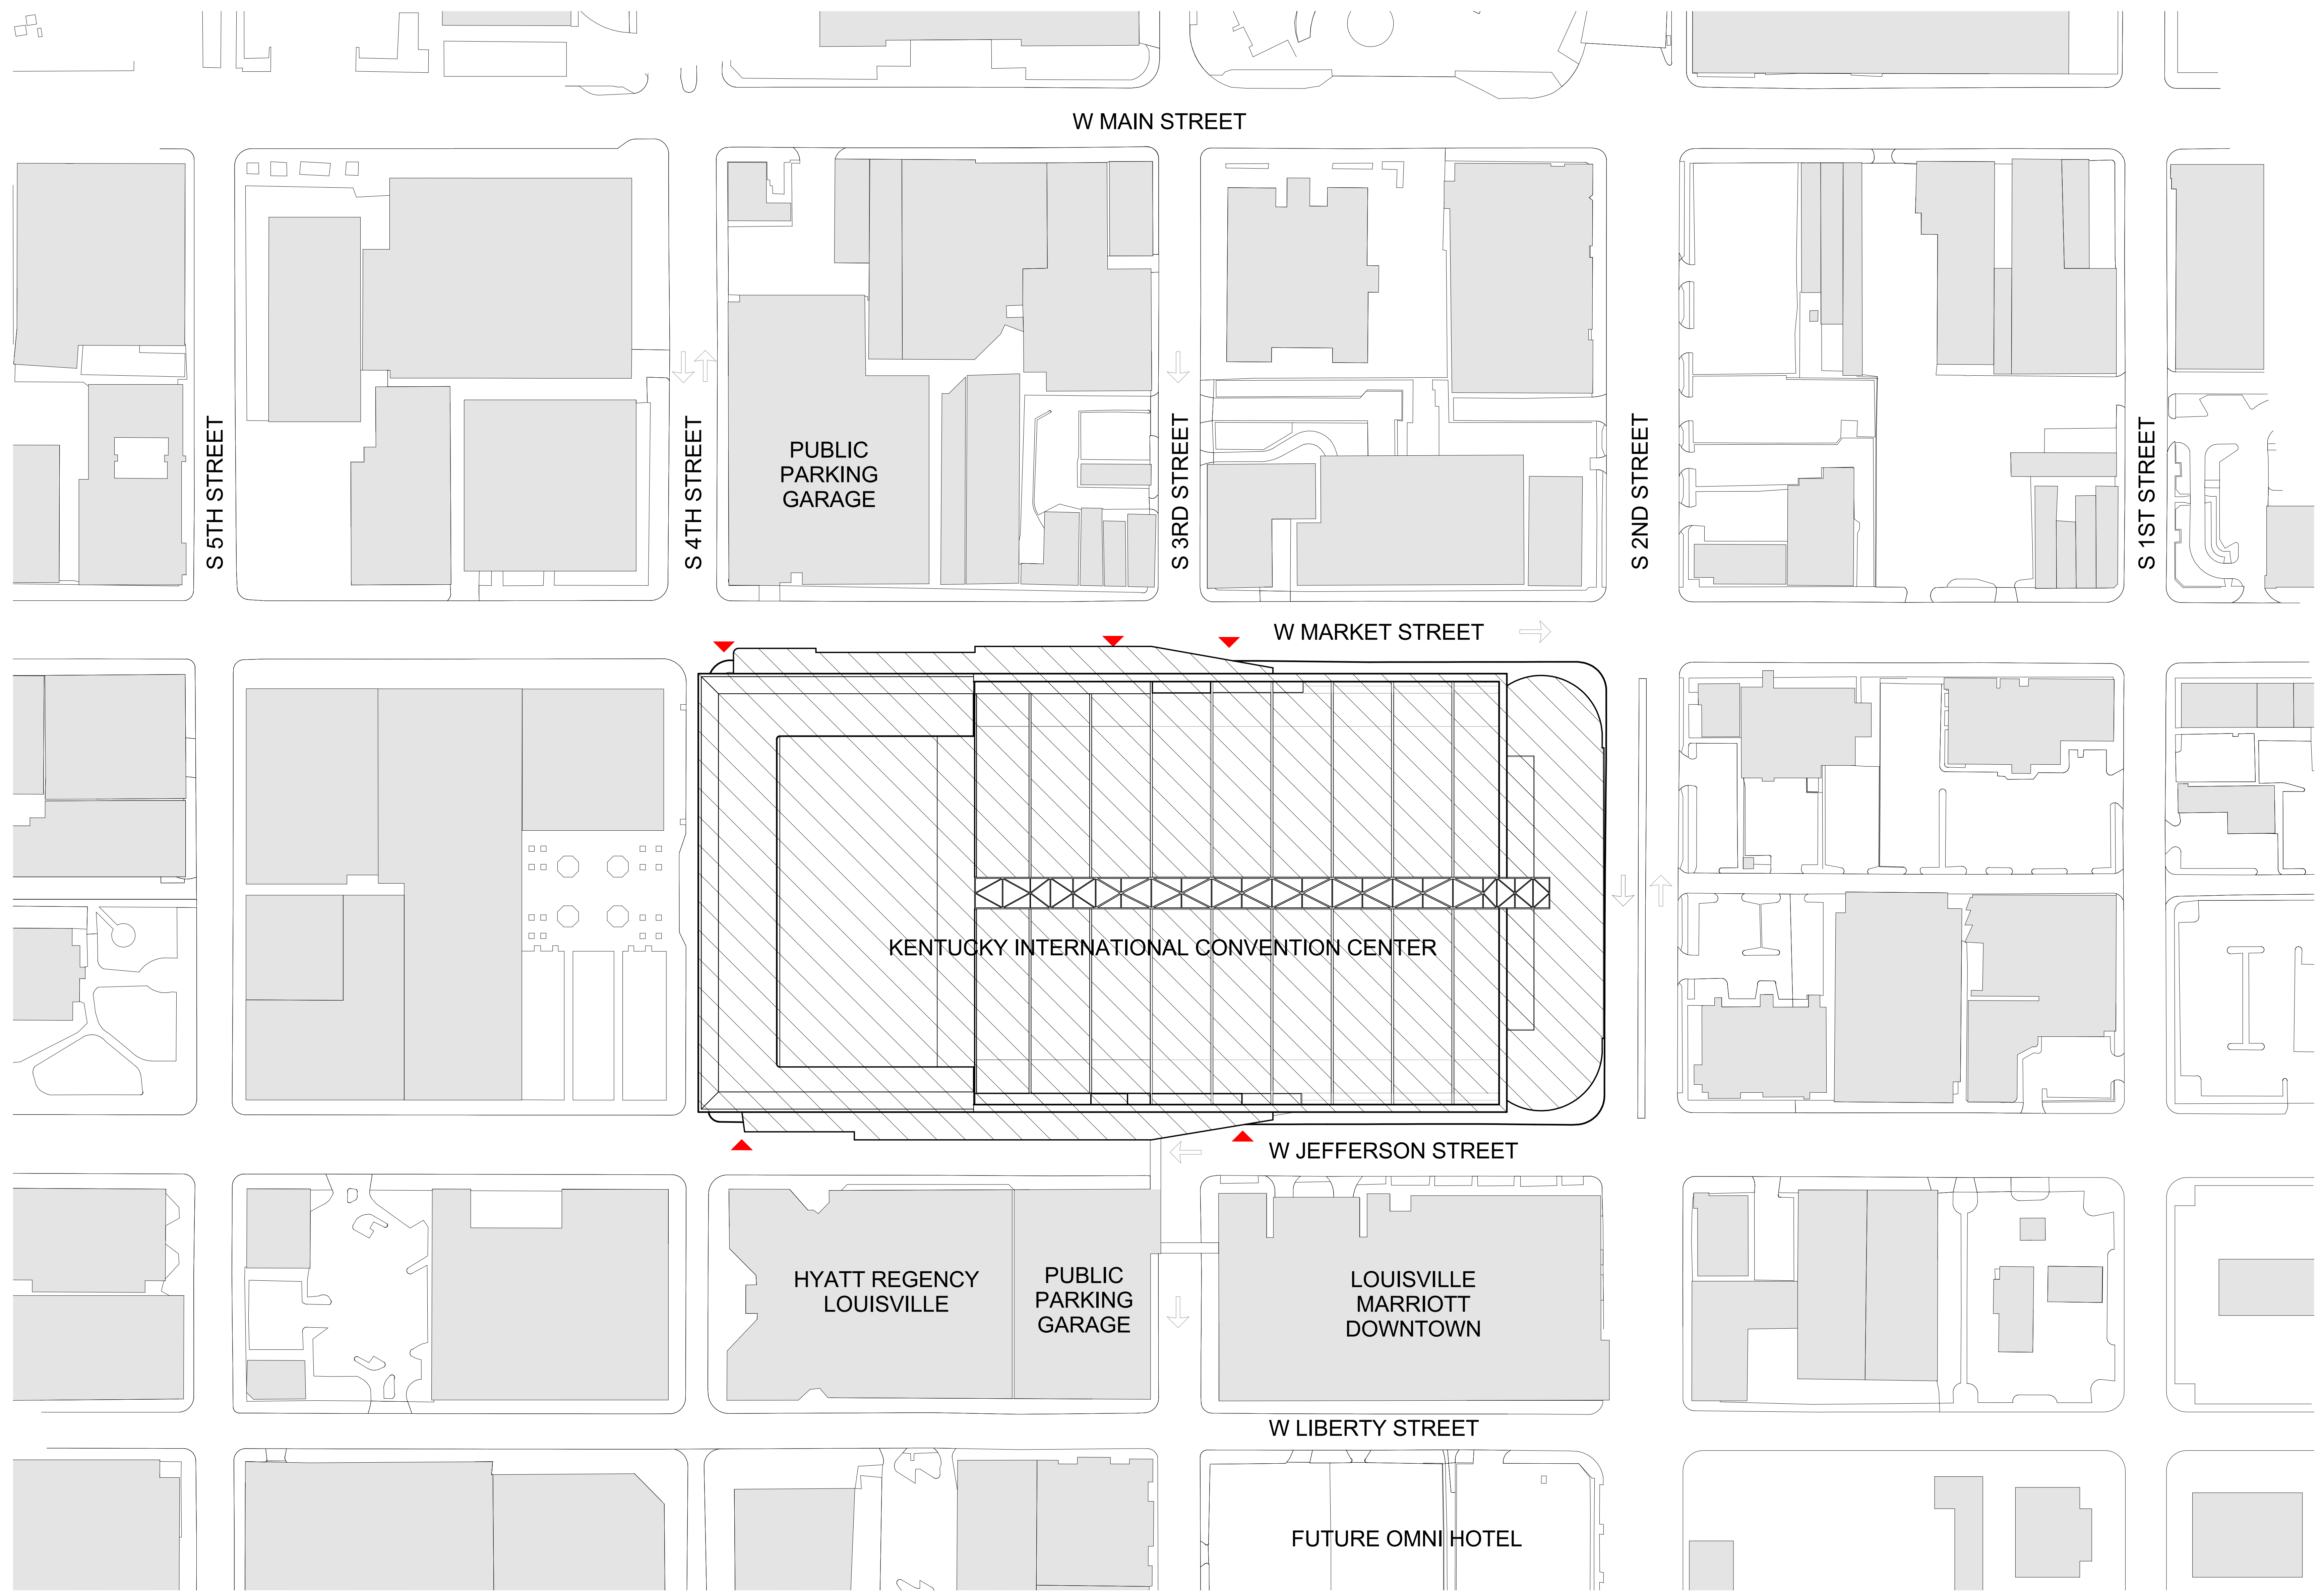 W MAIN STREET
S 5TH STREET
S 4TH STREET
PUBLIC
PARKING
GARAGE
S 3RD STREET
S 2ND STREET
S 1ST STREET
W MARKET STREET
KENTUCKY INTERNATIONAL CONVENTION CENTER
W JEFFERSON STREET
HYATT REGENCY
LOUISVILLE
PUBLIC
PARKING
GARAGE
LOUISVILLE
MARRIOTT
DOWNTOWN
W LIBERTY STREET
FUTURE OMNI HOTEL